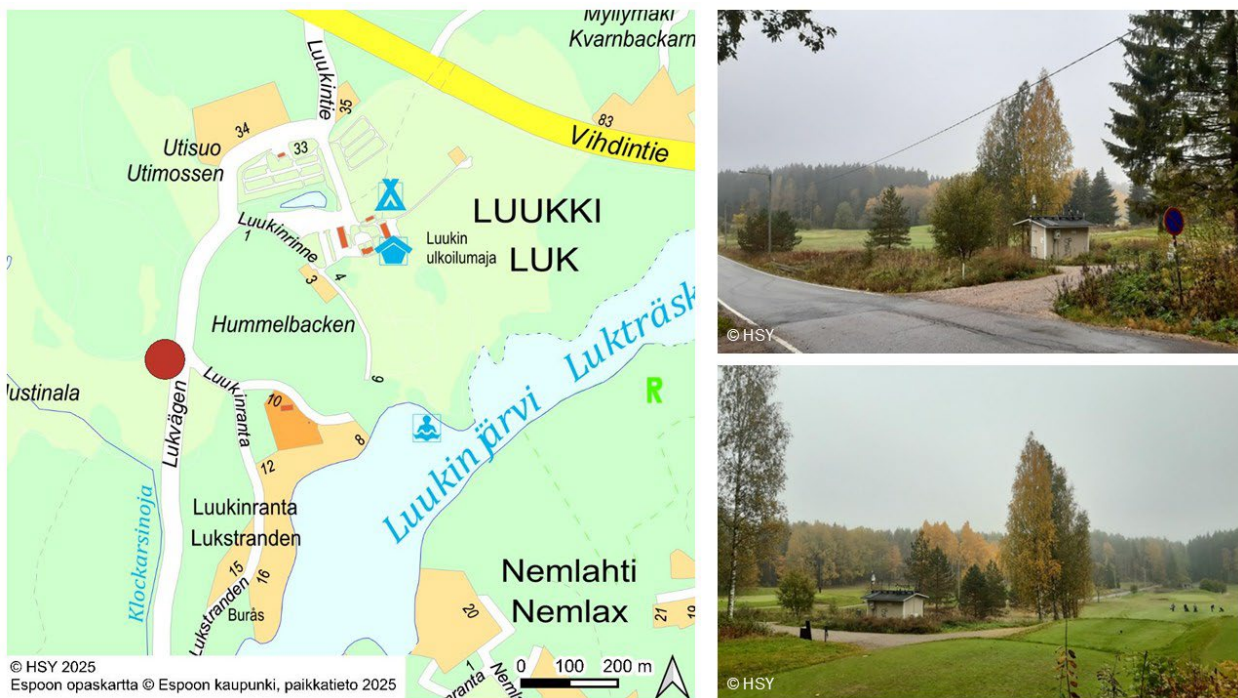 Myllymäki
Kvarnbackarn
Luukintie
35
34
33
83
Vihdintie
Utisuo
Utimossen
LUUKKI
LUK
Luukin
ulkoilumaja
Luukinrinne
1
3
4
Hummelbacken
6
Lukträsk
Luukinjärvi
R
Justinala
Lukvägen
Luukinranta
10
8
12
Luukinranta
Lukstranden
Klockarsinoja
15
16
Lukstranden
Burås
Nemlahti
Nemlax
20
21
19
1
© HSY 2025
Espoon opaskartta © Espoon kaupunki, paikkatieto 2025
0 100 200 m
© HSY
© HSY